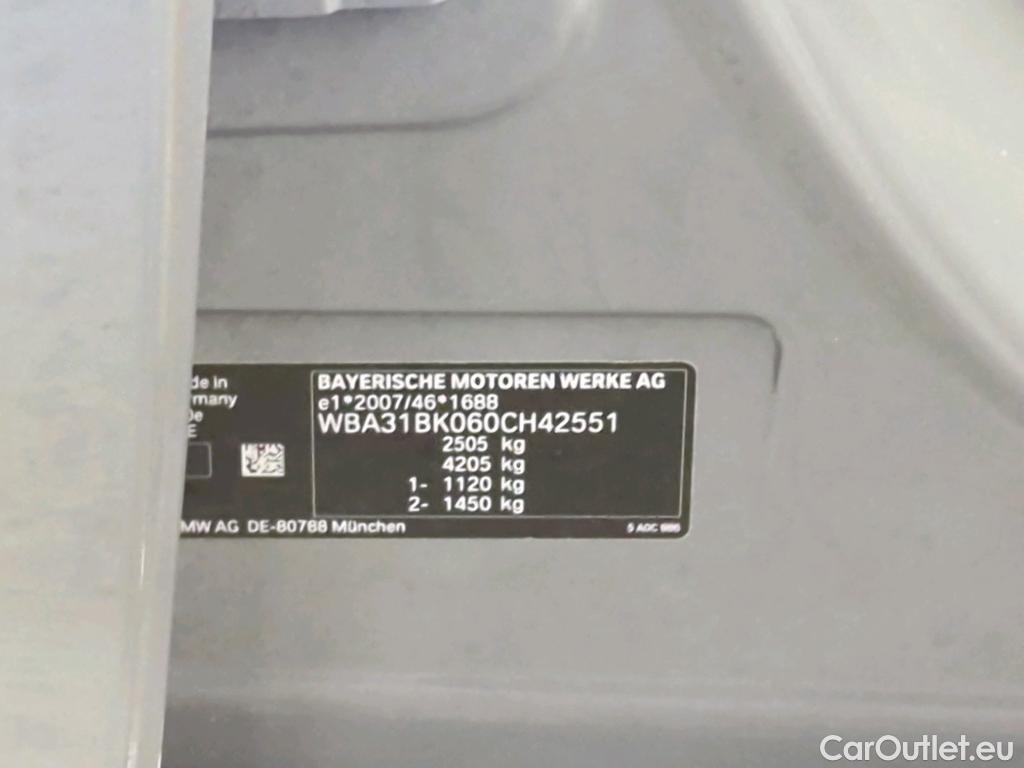 de in
many
BAYERISCHE MOTOREN WERKE AG
e1*2007/46*1688
WBA31BK060CH42551
2505 kg
4205 kg
1- 1120 kg
2- 1450 kg
MW AG DE-80788 München
CarOutlet.eu